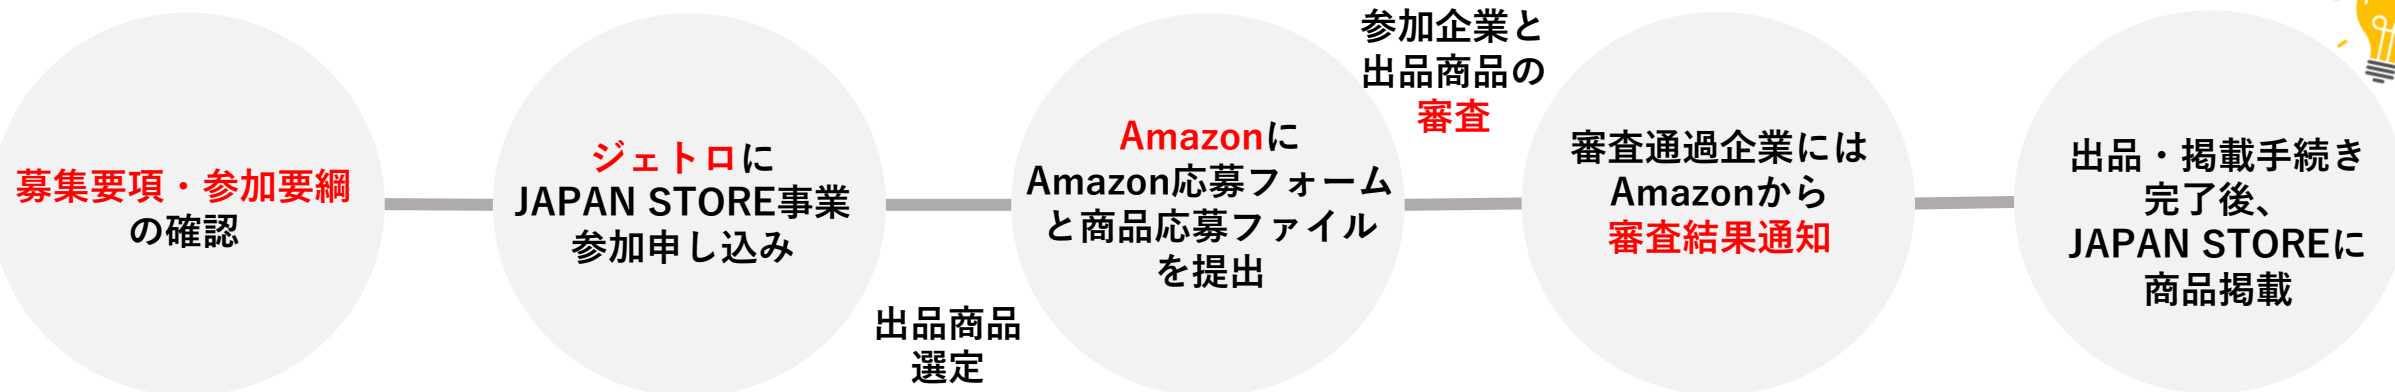 募集要項・参加要綱
の確認
ジェトロに
JAPAN STORE事業
参加申し込み
出品商品
選定
Amazonに
Amazon応募フォーム
と商品応募ファイル
を提出
参加企業と
出品商品の
審査
審査通過企業には
Amazonから
審査結果通知
出品・掲載手続き
完了後、
JAPAN STOREに
商品掲載